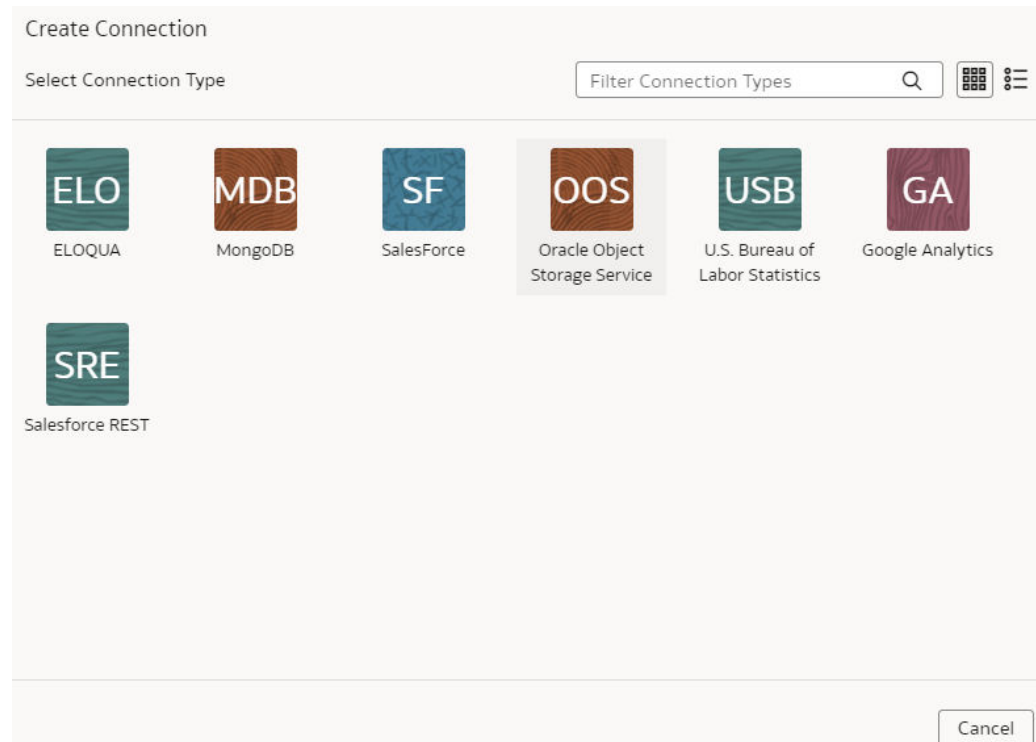 Create Connection
Select Connection Type
Filter Connection Types
ELO
MDB
SF
OOS
USB
GA
ELOQUA
MongoDB
SalesForce
Oracle Object
Storage Service
U.S. Bureau of
Labor Statistics
Google Analytics
SRE
Salesforce REST
Cancel